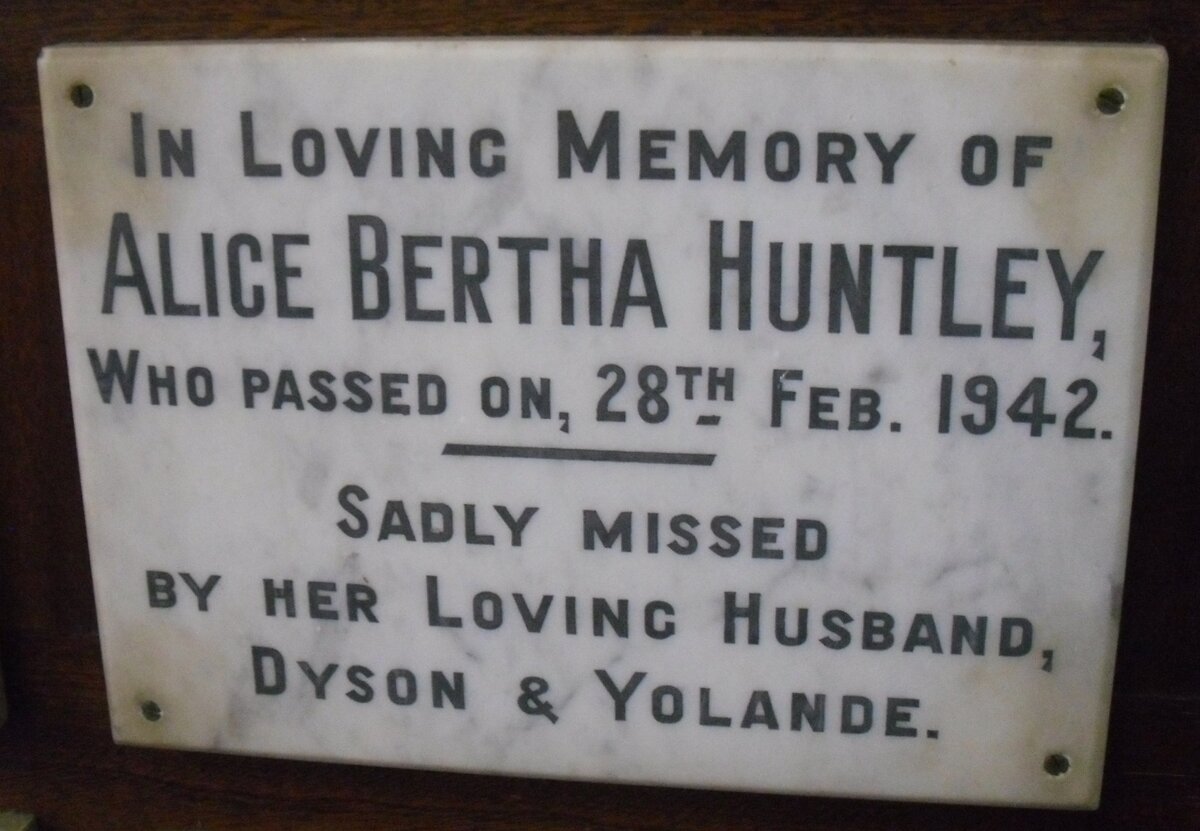 In Loving Memory of
Alice Bertha Huntley,
Who passed on, 28th Feb. 1942.
Sadly missed
by her Loving Husband,
Dyson & Yolande.